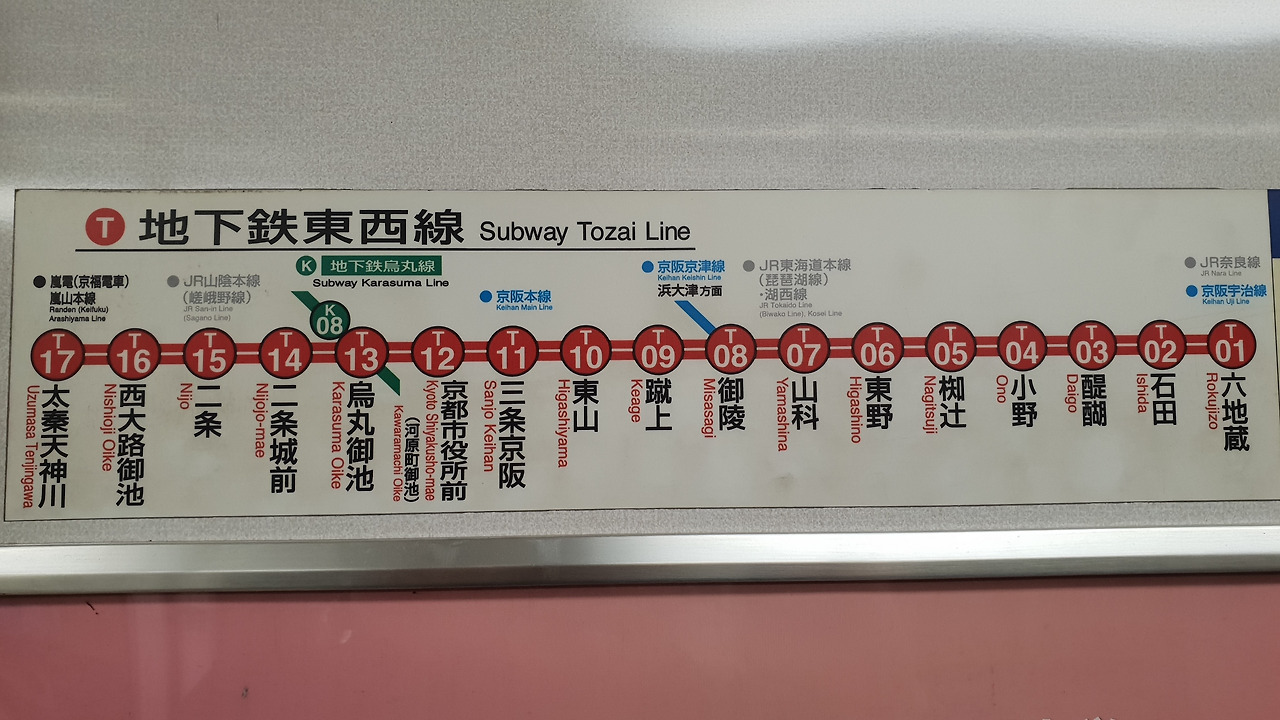 T 地下鉄東西線 Subway Tozai Line
嵐電(京福電車)
嵐山本線
Randen (Keifuku)
Arashiyama Line
JR山陰本線
(嵯峨野線)
JR San-in Line
(Sagano Line)
K 地下鉄烏丸線
Subway Karasuma Line
京阪本線
Keihan Main Line
京阪京津線
Keihan Keishin Line
浜大津方面
JR東海道本線
(琵琶湖線)
・湖西線
JR Tokaido Line
(Biwako Line), Kosei Line
JR奈良線
JR Nara Line
京阪宇治線
Keihan Uji Line
K
08
T
17
太秦天神川
Uzumasa Tenjingawa
T
16
西大路御池
Nishioji Oike
T
15
二条
Nijo
T
14
二条城前
Nijojo-mae
T
13
烏丸御池
Karasuma Oike
T
12
京都市役所前
Kyoto Shiyakusho-mae
(河原町御池)
Kawaramachi Oike
T
11
三条京阪
Sanjo Keihan
T
10
東山
Higashiyama
T
09
蹴上
Keage
T
08
御陵
Misasagi
T
07
山科
Yamashina
T
06
東野
Higashino
T
05
椥辻
Nagitsuji
T
04
小野
Ono
T
03
醍醐
Daigo
T
02
石田
Ishida
T
01
六地蔵
Rokujizo